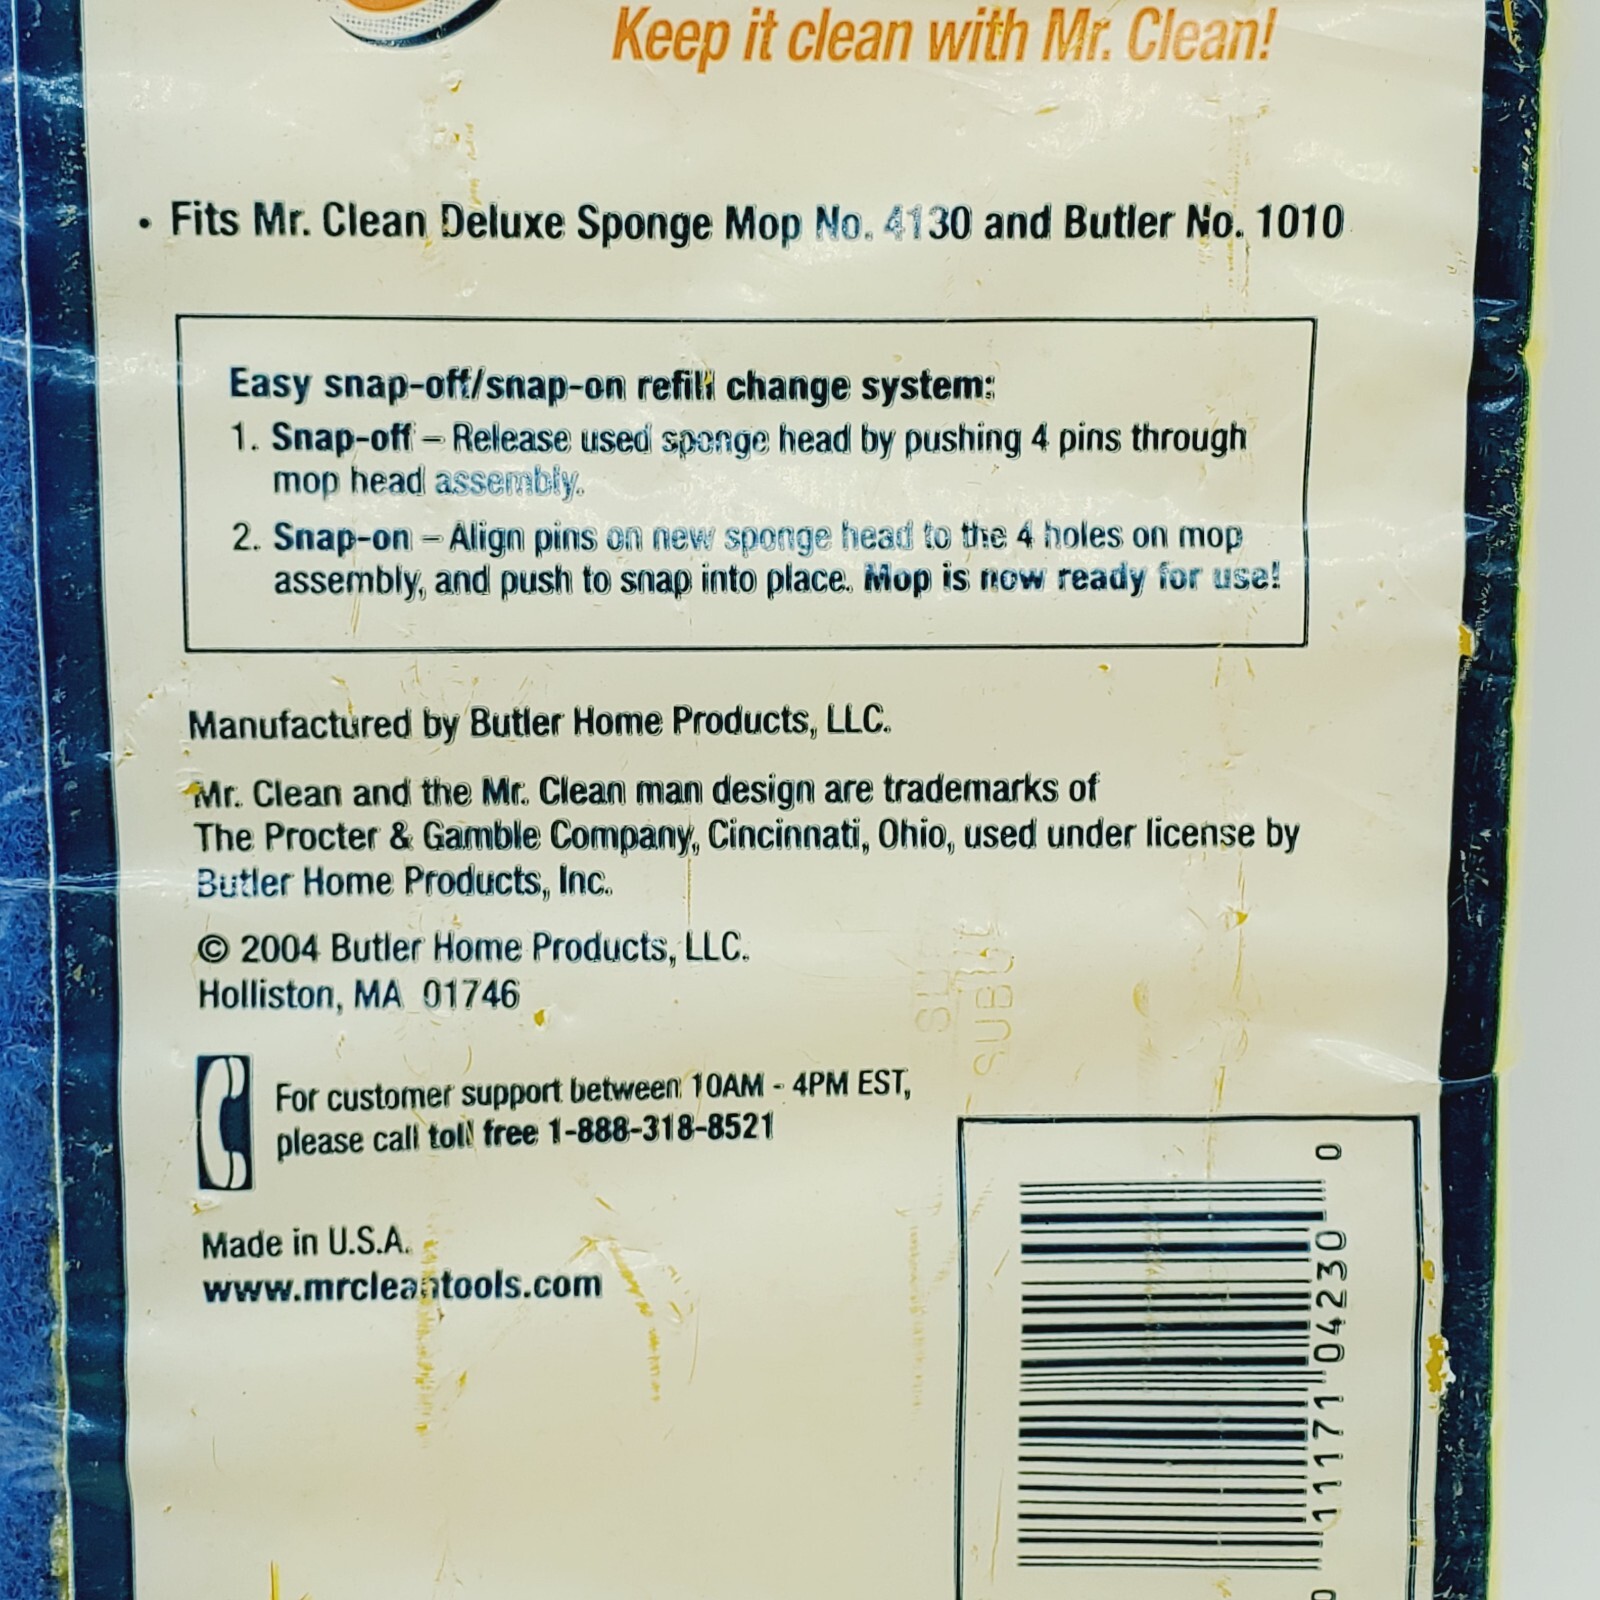 Keep it clean with Mr. Clean!
• Fits Mr. Clean Deluxe Sponge Mop No. 4130 and Butler No. 1010
Easy snap-off/snap-on refill change system:
1. Snap-off – Release used sponge head by pushing 4 pins through
mop head assembly.
2. Snap-on – Align pins on new sponge head to the 4 holes on mop
assembly, and push to snap into place. Mop is now ready for use!
Manufactured by Butler Home Products, LLC.
Mr. Clean and the Mr. Clean man design are trademarks of
The Procter & Gamble Company, Cincinnati, Ohio, used under license by
Butler Home Products, Inc.
© 2004 Butler Home Products, LLC.
Holliston, MA 01746
For customer support between 10AM - 4PM EST,
please call toll free 1-888-318-8521
Made in U.S.A.
www.mrcleantools.com
0 11171 04230 0